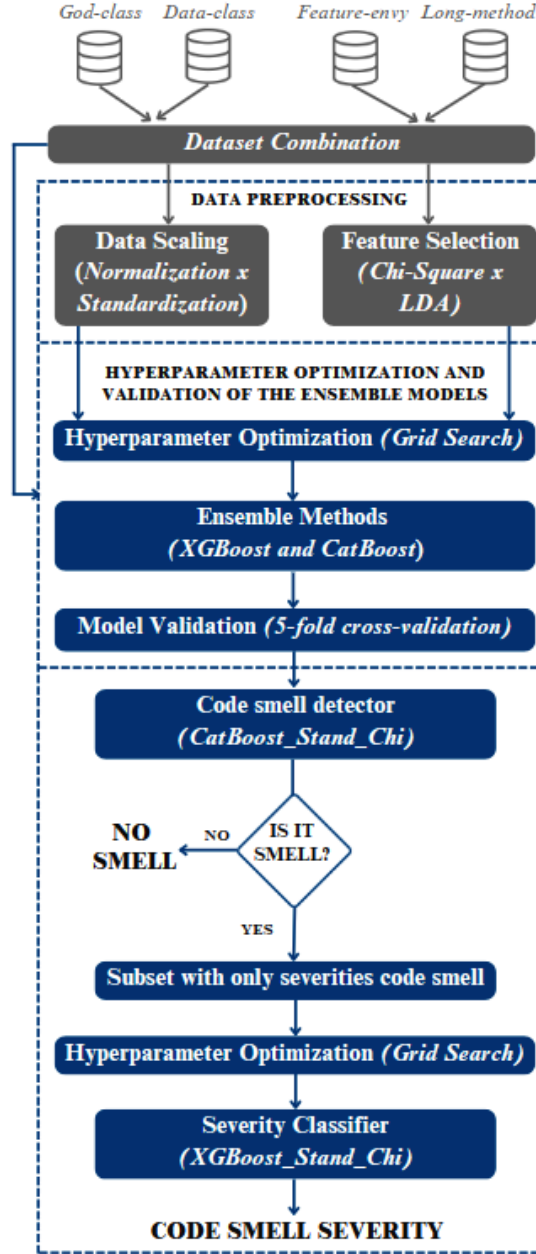 God-class Data-class Feature-envy Long-method
Dataset Combination
DATA PREPROCESSING
Data Scaling
(Normalization x
Standardization)
Feature Selection
(Chi-Square x
LDA)
HYPERPARAMETER OPTIMIZATION AND
VALIDATION OF THE ENSEMBLE MODELS
Hyperparameter Optimization (Grid Search)
Ensemble Methods
(XGBoost and CatBoost)
Model Validation (5-fold cross-validation)
Code smell detector
(CatBoost_Stand_Chi)
IS IT
SMELL?
NO
NO
SMELL
YES
Subset with only severities code smell
Hyperparameter Optimization (Grid Search)
Severity Classifier
(XGBoost_Stand_Chi)
CODE SMELL SEVERITY